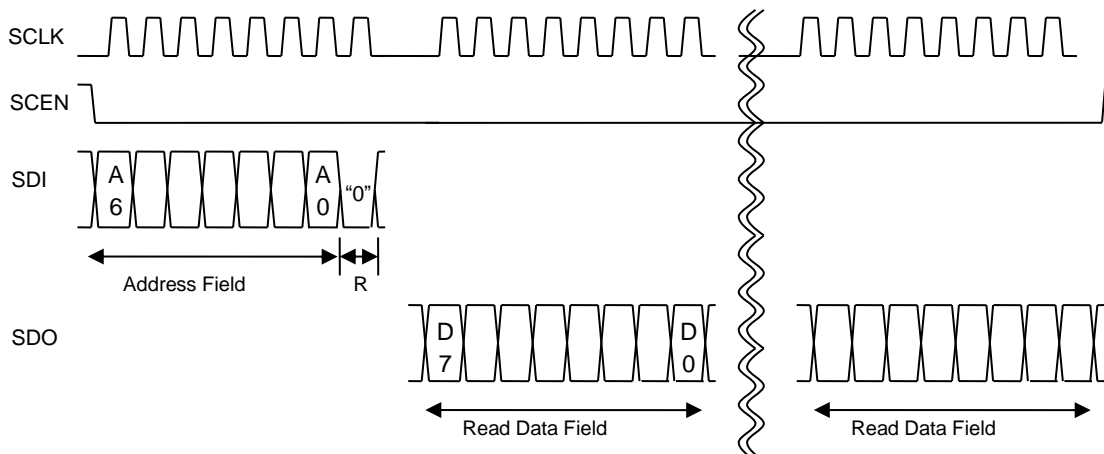 SCLK
SCEN
SDI
A
6
A
0
“0”
Address Field
R
SDO
D
7
D
0
Read Data Field
Read Data Field